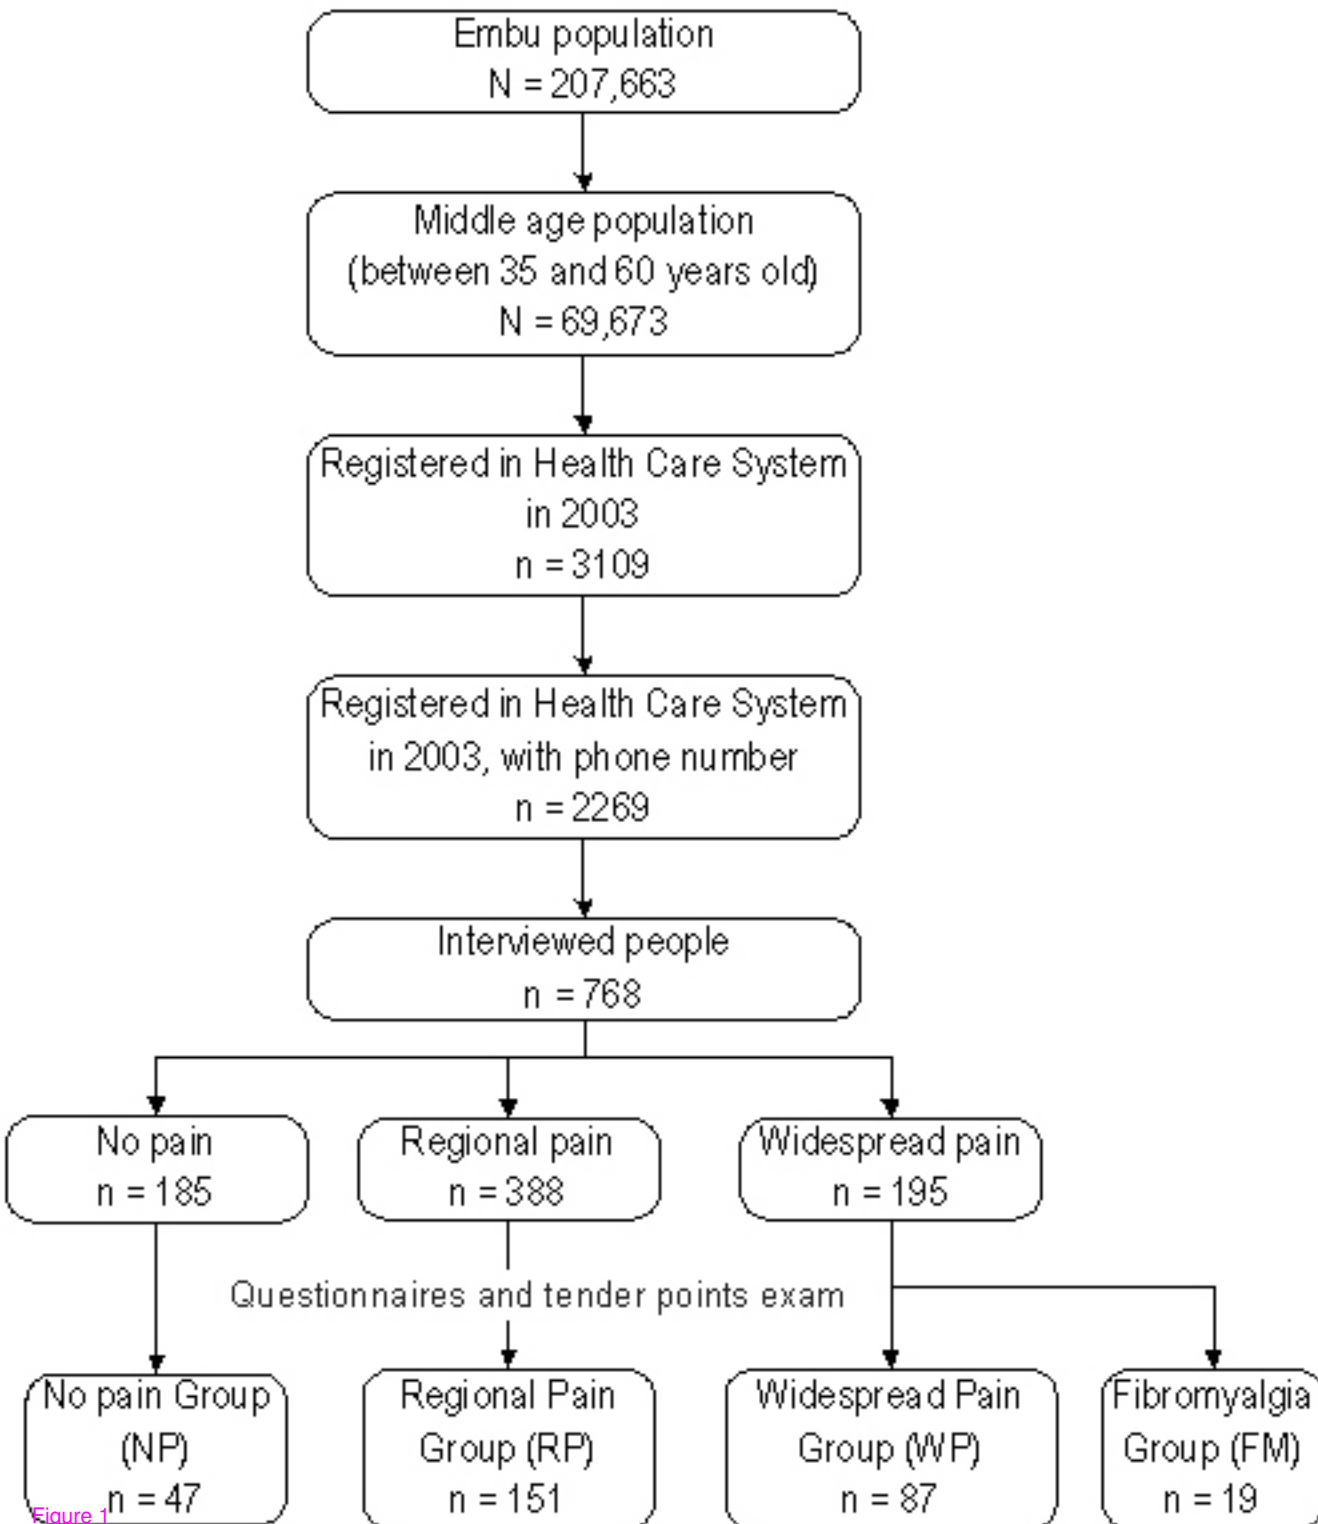 Embu population
N = 207,663
Middle age population
(between 35 and 60 years old)
N = 69,673
Registered in Health Care System
in 2003
n = 3109
Registered in Health Care System
in 2003, with phone number
n = 2269
Interviewed people
n = 768
No pain
n = 185
Regional pain
n = 388
Widespread pain
n = 195
Questionnaires and tender points exam
No pain Group
(NP)
n = 47
Regional Pain
Group (RP)
n = 151
Widespread Pain
Group (WP)
n = 87
Fibromyalgia
Group (FM)
n = 19
Figure 1